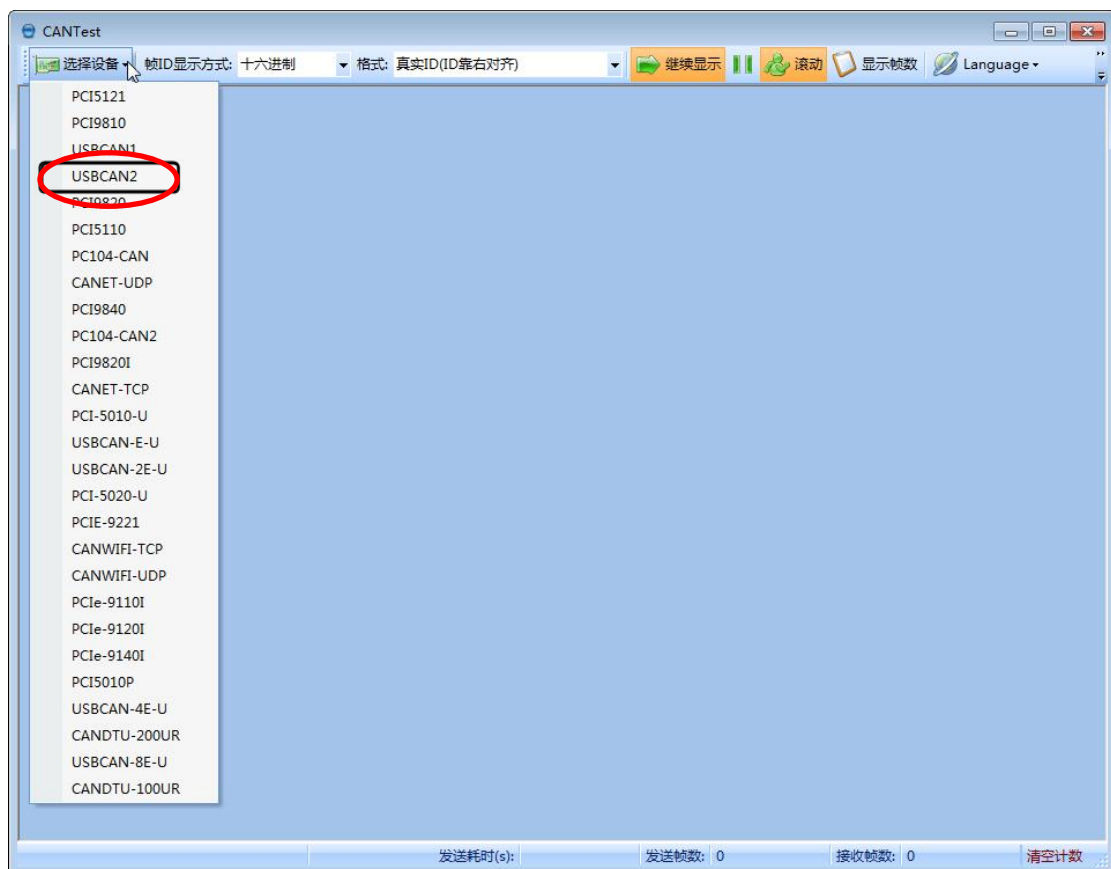 CANTest
选择设备 帧ID显示方式: 十六进制 格式: 真实ID(ID靠右对齐) 继续显示 滚动 显示帧数 Language
PCI5121
PCI9810
USBCAN1
USBCAN2
PCI9820
PCI5110
PC104-CAN
CANET-UDP
PCI9840
PC104-CAN2
PCI9820I
CANET-TCP
PCI-5010-U
USBCAN-E-U
USBCAN-2E-U
PCI-5020-U
PCIE-9221
CANWIFI-TCP
CANWIFI-UDP
PCIe-9110I
PCIe-9120I
PCIe-9140I
PCI5010P
USBCAN-4E-U
CANDTU-200UR
USBCAN-8E-U
CANDTU-100UR
发送耗时(s): 发送帧数: 0 接收帧数: 0 清空计数